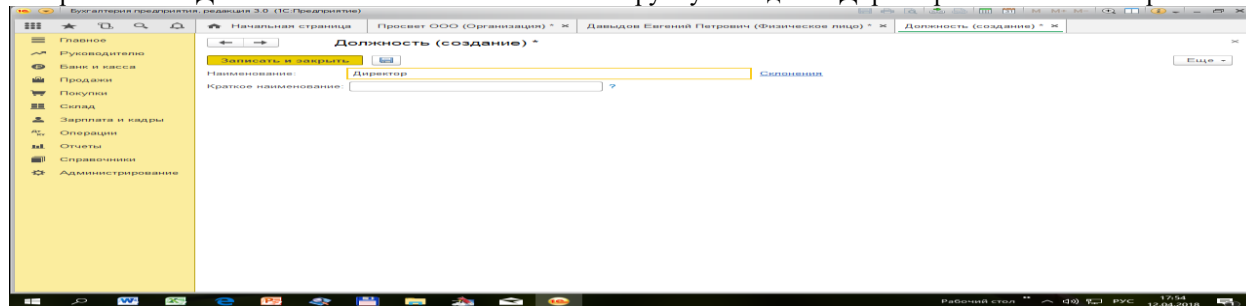 Бухгалтерия предприятия, редакция 3.0 (1С:Предприятие)
M M+ M-
Начальная страница
Просвет ООО (Организация) * ×
Давыдов Евгений Петрович (Физическое лицо) * ×
Должность (создание) * ×
Главное
Руководителю
Банк и касса
Продажи
Покупки
Склад
Зарплата и кадры
Операции
Отчеты
Справочники
Администрирование
Должность (создание) *
Записать и закрыть
Еще
Наименование: Директор
Склонения
Краткое наименование: ?
Рабочий стол
РУС
17:54
12.04.2018